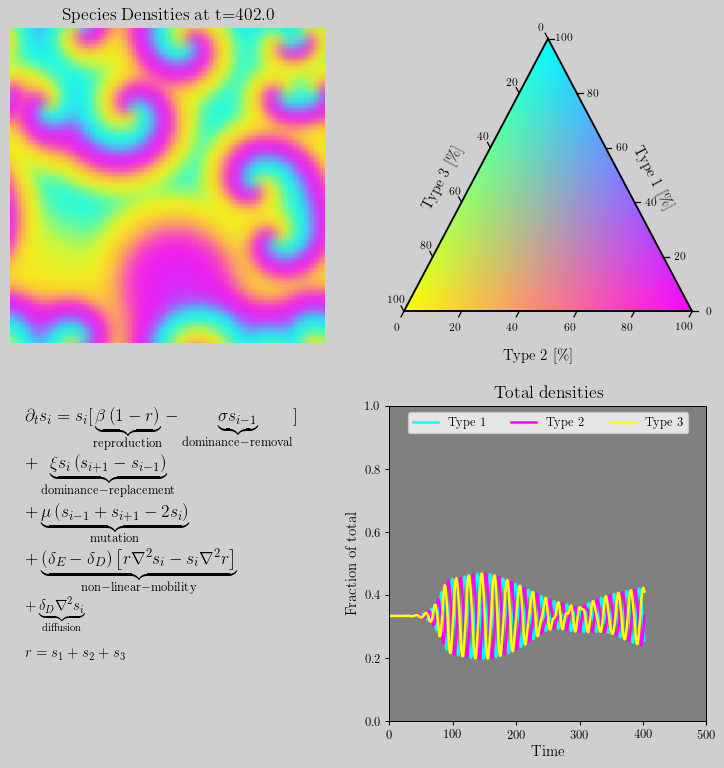 Species Densities at t=402.0
0
100
20
80
40
60
60
40
80
20
100
0
0 20 40 60 80 100
Type 3 [%]
Type 1 [%]
Type 2 [%]
∂ₜsᵢ = sᵢ[β (1 − r) − σsᵢ₋₁ ]
reproduction dominance−removal
+ ξsᵢ (sᵢ₊₁ − sᵢ₋₁)
dominance−replacement
+ μ (sᵢ₋₁ + sᵢ₊₁ − 2sᵢ)
mutation
+ (δ_E − δ_D) [r∇²sᵢ − sᵢ∇²r]
non−linear−mobility
+ δ_D∇²sᵢ
diffusion
r = s₁ + s₂ + s₃
Total densities
Type 1 Type 2 Type 3
1.0
0.8
0.6
0.4
0.2
0.0
Fraction of total
0 100 200 300 400 500
Time